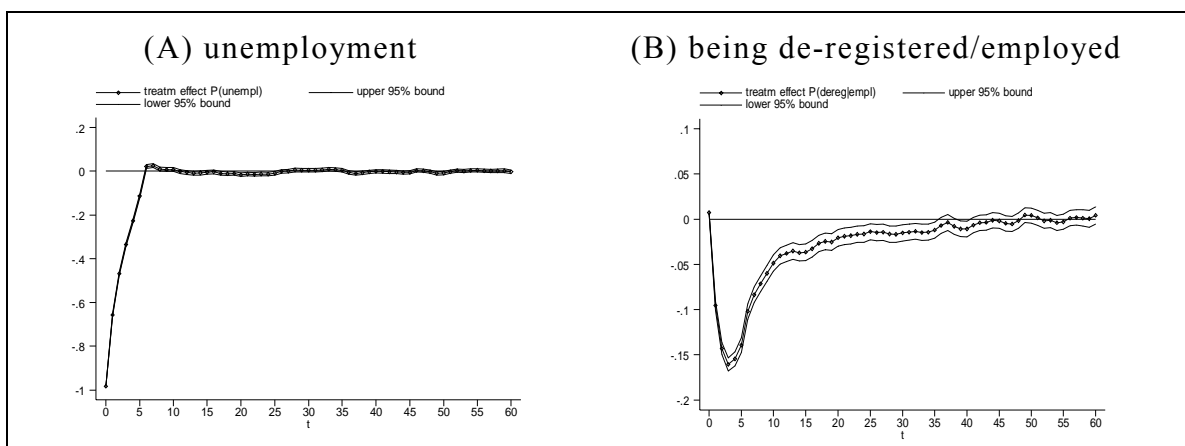 (A) unemployment
treatm effect P(unempl) upper 95% bound
lower 95% bound
.2
0
-.2
-.4
-.6
-.8
-1
0 5 10 15 20 25 30 35 40 45 50 55 60
t
(B) being de-registered/employed
treatm effect P(dereg|empl) upper 95% bound
lower 95% bound
.1
.05
0
-.05
-.1
-.15
-.2
0 5 10 15 20 25 30 35 40 45 50 55 60
t